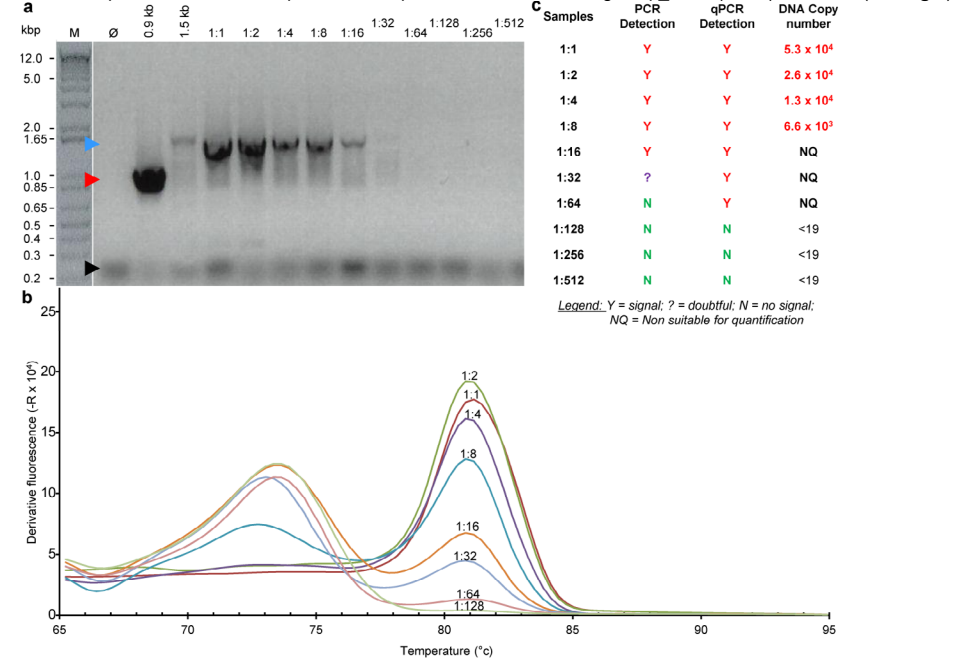 a
kbp
M
Ø
0.9 kb
1.5 kb
1:1
1:2
1:4
1:8
1:16
1:32
1:64
1:128
1:256
1:512
12.0
5.0
2.0
1.65
1.0
0.85
0.65
0.5
0.4
0.3
0.2
c
Samples PCR Detection qPCR Detection DNA Copy number
1:1 Y Y 5.3 x 10⁴
1:2 Y Y 2.6 x 10⁴
1:4 Y Y 1.3 x 10⁴
1:8 Y Y 6.6 x 10³
1:16 Y Y NQ
1:32 ? Y NQ
1:64 N Y NQ
1:128 N N <19
1:256 N N <19
1:512 N N <19
Legend: Y = signal; ? = doubtful; N = no signal;
NQ = Non suitable for quantification
b
Derivative fluorescence (-R x 10⁴)
25
20
15
10
5
0
1:2
1:1
1:4
1:8
1:16
1:32
1:64
1:128
65 70 75 80 85 90 95
Temperature (°c)